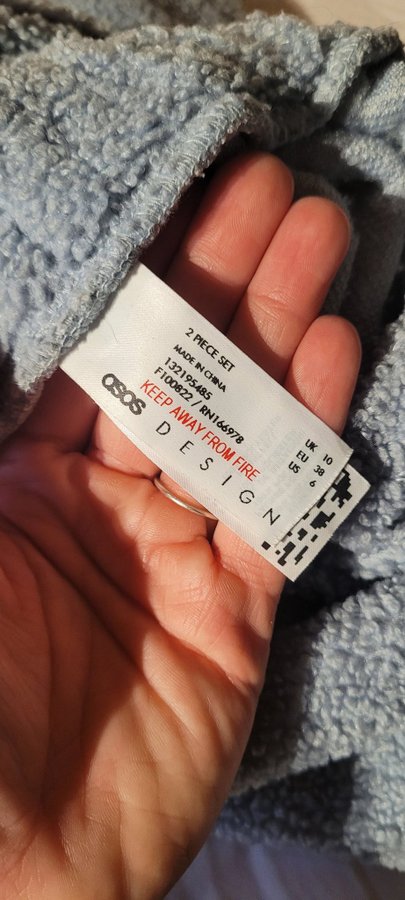 2 PIECE SET
MADE IN CHINA
132195485
F100822 / RN166978
KEEP AWAY FROM FIRE
asos
DESIGN
UK 10
EU 38
US 6